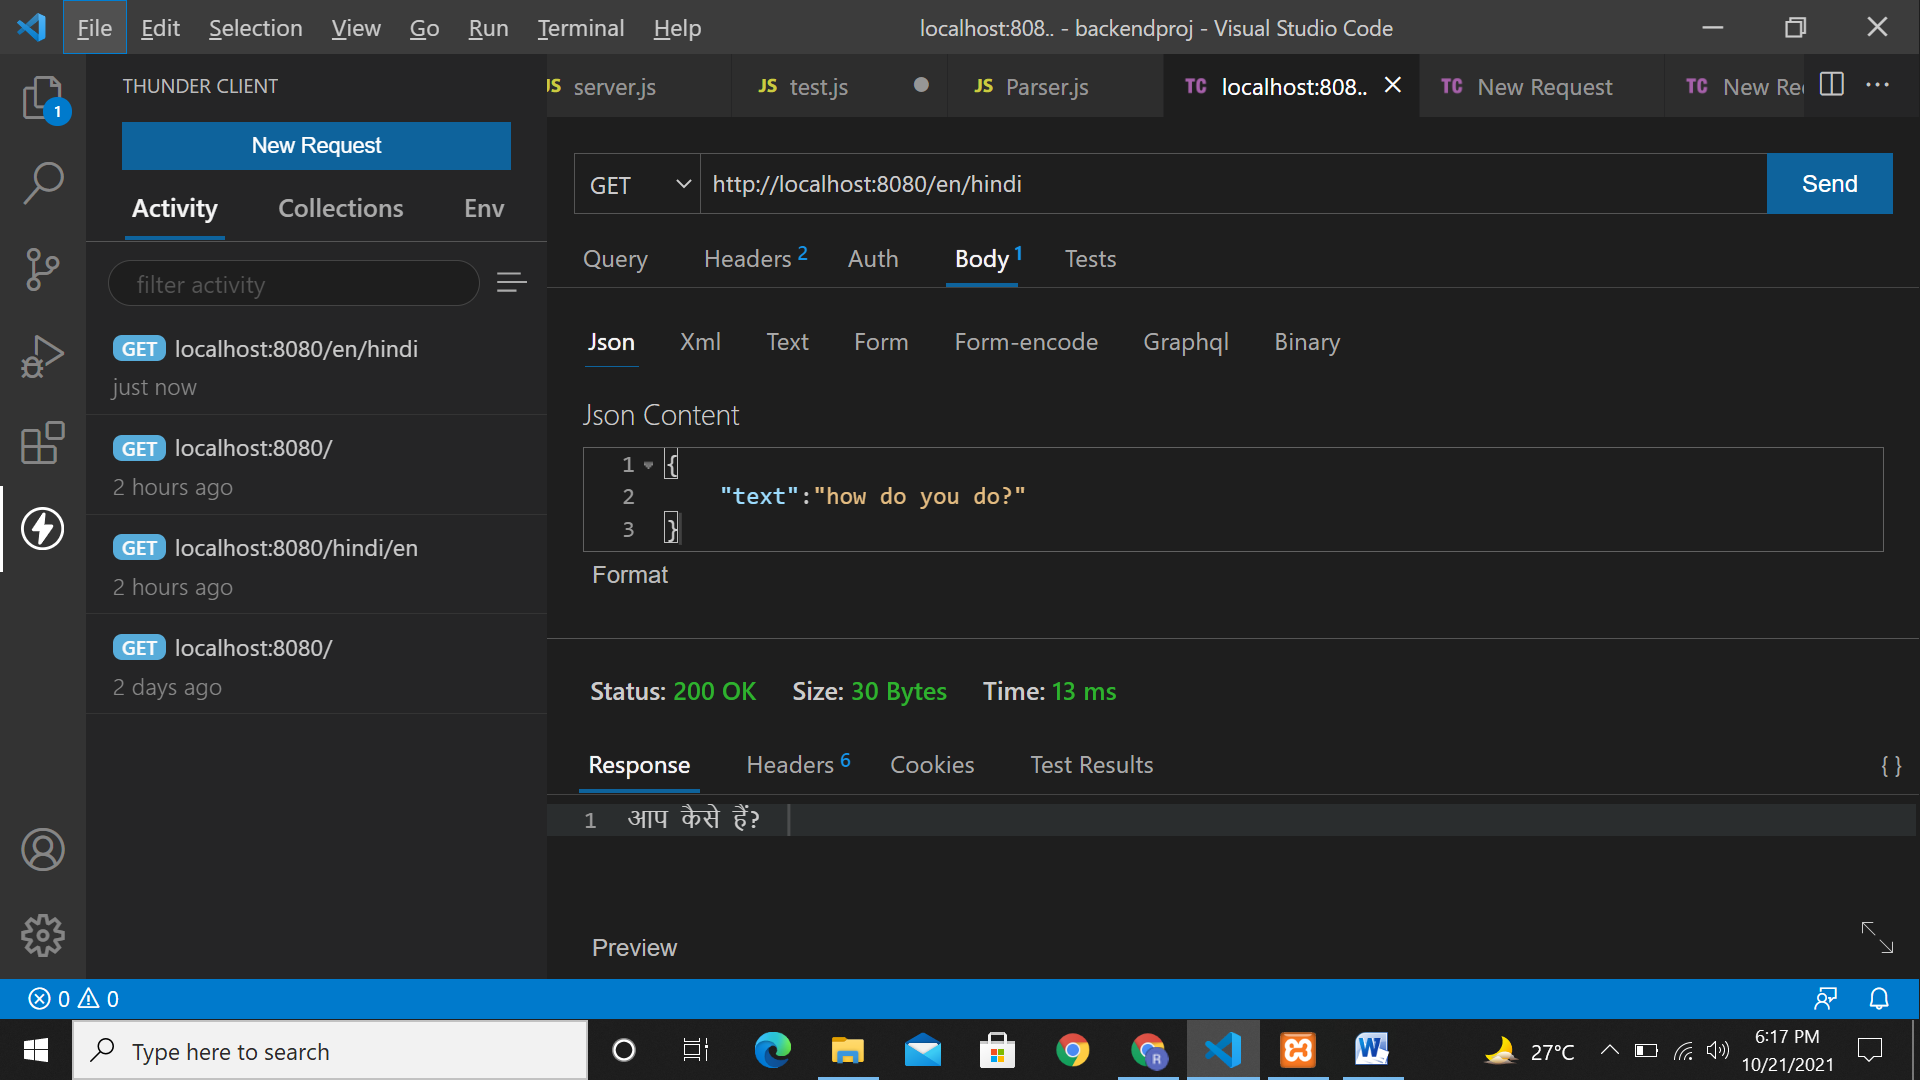 File Edit Selection View Go Run Terminal Help
localhost:808.. - backendproj - Visual Studio Code
THUNDER CLIENT
JS server.js
JS test.js
JS Parser.js
TC localhost:808..
TC New Request
TC New Re
New Request
Activity Collections Env
filter activity
GET localhost:8080/en/hindi
just now
GET localhost:8080/
2 hours ago
GET localhost:8080/hindi/en
2 hours ago
GET localhost:8080/
2 days ago
1
GET http://localhost:8080/en/hindi Send
Query Headers 2 Auth Body 1 Tests
Json Xml Text Form Form-encode Graphql Binary
Json Content
1 {
2 "text":"how do you do?"
3 }
Format
Status: 200 OK Size: 30 Bytes Time: 13 ms
Response Headers 6 Cookies Test Results { }
1 आप कैसे हैं?
Preview
0 0
Type here to search
R
W
27°C
6:17 PM
10/21/2021